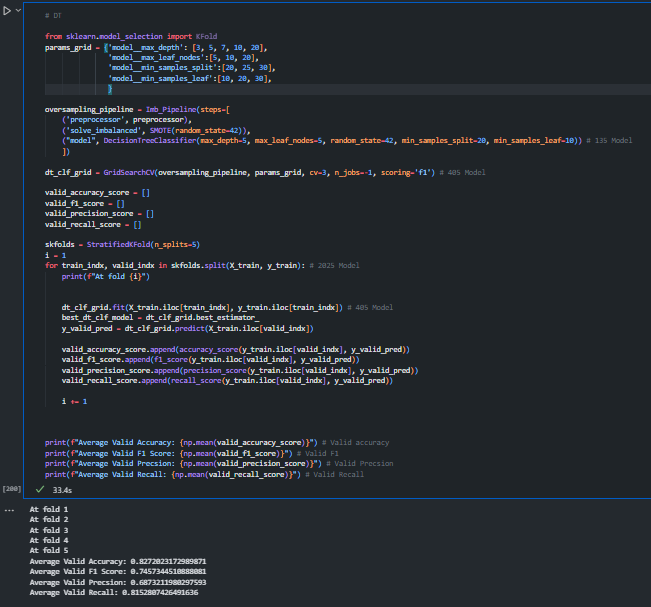 # DT
from sklearn.model_selection import KFold
params_grid = {'model__max_depth': [3, 5, 7, 10, 20],
'model__max_leaf_nodes':[5, 10, 20],
'model__min_samples_split':[20, 25, 30],
'model__min_samples_leaf':[10, 20, 30],
}
oversampling_pipeline = Imb_Pipeline(steps=[
('preprocessor', preprocessor),
('solve_imbalanced', SMOTE(random_state=42)),
("model", DecisionTreeClassifier(max_depth=5, max_leaf_nodes=5, random_state=42, min_samples_split=20, min_samples_leaf=10)) # 135 Model
])
dt_clf_grid = GridSearchCV(oversampling_pipeline, params_grid, cv=3, n_jobs=-1, scoring='f1') # 405 Model
valid_accuracy_score = []
valid_f1_score = []
valid_precision_score = []
valid_recall_score = []
skfolds = StratifiedKFold(n_splits=5)
i = 1
for train_indx, valid_indx in skfolds.split(X_train, y_train): # 2025 Model
print(f"At fold {i}")
dt_clf_grid.fit(X_train.iloc[train_indx], y_train.iloc[train_indx]) # 405 Model
best_dt_clf_model = dt_clf_grid.best_estimator_
y_valid_pred = dt_clf_grid.predict(X_train.iloc[valid_indx])
valid_accuracy_score.append(accuracy_score(y_train.iloc[valid_indx], y_valid_pred))
valid_f1_score.append(f1_score(y_train.iloc[valid_indx], y_valid_pred))
valid_precision_score.append(precision_score(y_train.iloc[valid_indx], y_valid_pred))
valid_recall_score.append(recall_score(y_train.iloc[valid_indx], y_valid_pred))
i += 1
print(f"Average Valid Accuracy: {np.mean(valid_accuracy_score)}") # Valid accuracy
print(f"Average Valid F1 Score: {np.mean(valid_f1_score)}") # Valid F1
print(f"Average Valid Precsion: {np.mean(valid_precision_score)}") # Valid Precsion
print(f"Average Valid Recall: {np.mean(valid_recall_score)}") # Valid Recall
[200] 33.4s
At fold 1
At fold 2
At fold 3
At fold 4
At fold 5
Average Valid Accuracy: 0.8272023172989871
Average Valid F1 Score: 0.7457344510888081
Average Valid Precsion: 0.6873211980297593
Average Valid Recall: 0.8152807426491636